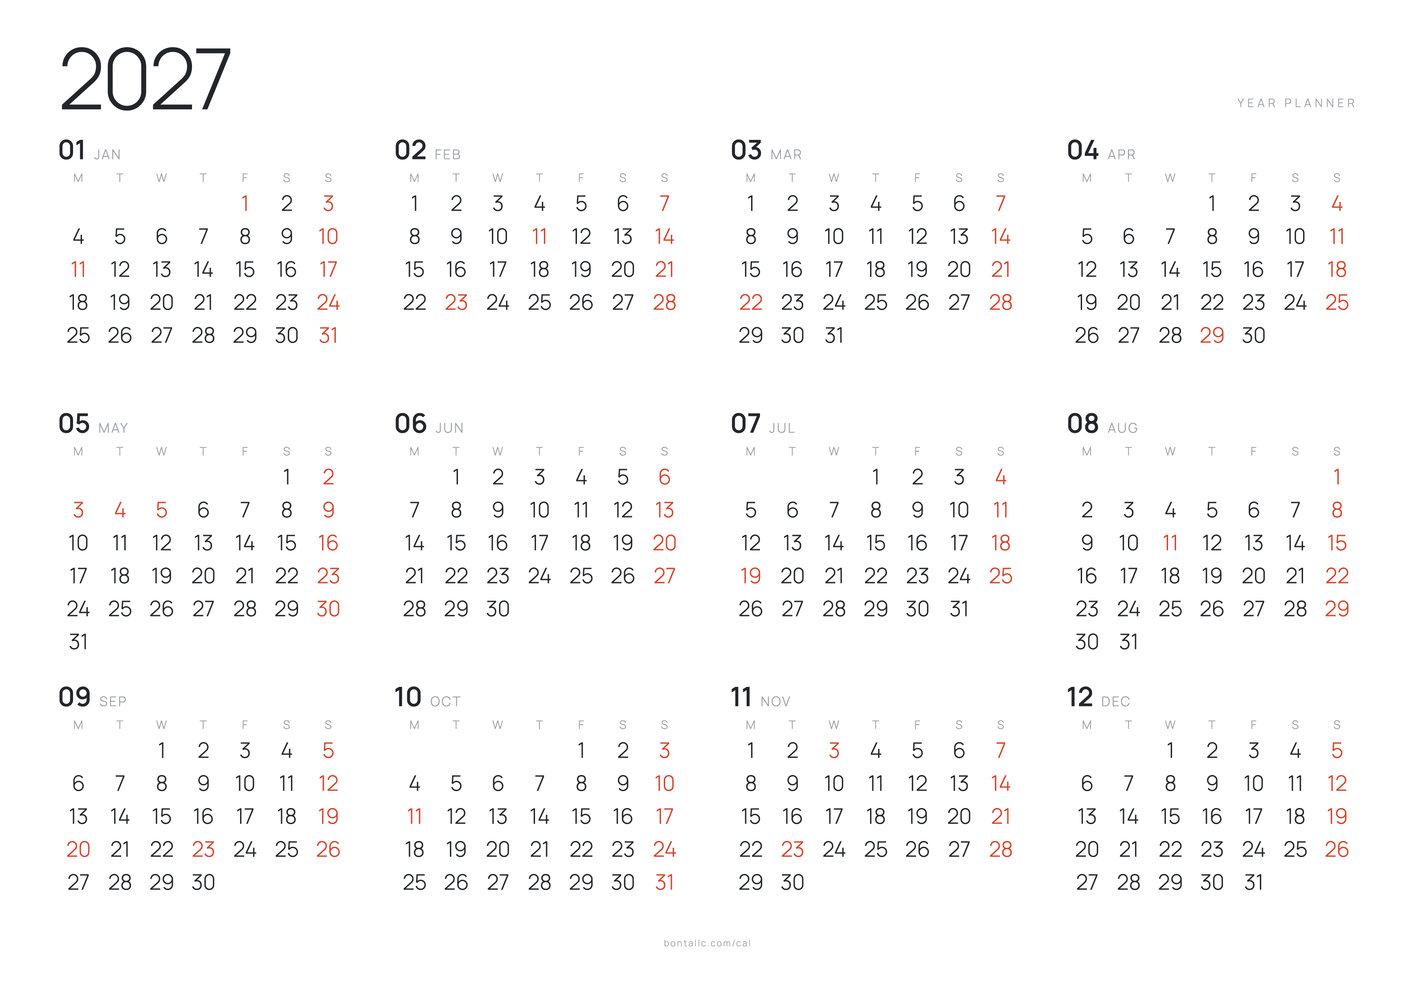 2027
YEAR PLANNER
01 JAN
M T W T F S S
1 2 3
4 5 6 7 8 9 10
11 12 13 14 15 16 17
18 19 20 21 22 23 24
25 26 27 28 29 30 31
02 FEB
M T W T F S S
1 2 3 4 5 6 7
8 9 10 11 12 13 14
15 16 17 18 19 20 21
22 23 24 25 26 27 28
03 MAR
M T W T F S S
1 2 3 4 5 6 7
8 9 10 11 12 13 14
15 16 17 18 19 20 21
22 23 24 25 26 27 28
29 30 31
04 APR
M T W T F S S
1 2 3 4
5 6 7 8 9 10 11
12 13 14 15 16 17 18
19 20 21 22 23 24 25
26 27 28 29 30
05 MAY
M T W T F S S
1 2
3 4 5 6 7 8 9
10 11 12 13 14 15 16
17 18 19 20 21 22 23
24 25 26 27 28 29 30
31
06 JUN
M T W T F S S
1 2 3 4 5 6
7 8 9 10 11 12 13
14 15 16 17 18 19 20
21 22 23 24 25 26 27
28 29 30
07 JUL
M T W T F S S
1 2 3 4
5 6 7 8 9 10 11
12 13 14 15 16 17 18
19 20 21 22 23 24 25
26 27 28 29 30 31
08 AUG
M T W T F S S
1
2 3 4 5 6 7 8
9 10 11 12 13 14 15
16 17 18 19 20 21 22
23 24 25 26 27 28 29
30 31
09 SEP
M T W T F S S
1 2 3 4 5
6 7 8 9 10 11 12
13 14 15 16 17 18 19
20 21 22 23 24 25 26
27 28 29 30
10 OCT
M T W T F S S
1 2 3
4 5 6 7 8 9 10
11 12 13 14 15 16 17
18 19 20 21 22 23 24
25 26 27 28 29 30 31
11 NOV
M T W T F S S
1 2 3 4 5 6 7
8 9 10 11 12 13 14
15 16 17 18 19 20 21
22 23 24 25 26 27 28
29 30
12 DEC
M T W T F S S
1 2 3 4 5
6 7 8 9 10 11 12
13 14 15 16 17 18 19
20 21 22 23 24 25 26
27 28 29 30 31
bontailc.com/cal